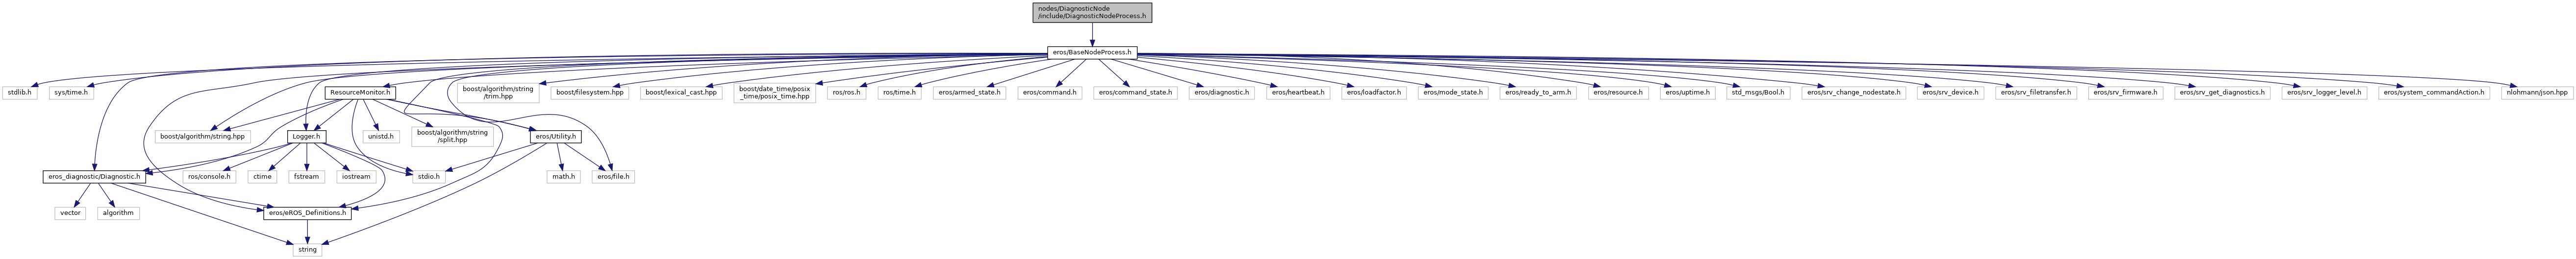 nodes/DiagnosticNode
/include/DiagnosticNodeProcess.h
eros/BaseNodeProcess.h
stdlib.h
sys/time.h
ResourceMonitor.h
boost/algorithm/string
/trim.hpp
boost/filesystem.hpp
boost/lexical_cast.hpp
boost/date_time/posix
_time/posix_time.hpp
ros/ros.h
ros/time.h
eros/armed_state.h
eros/command.h
eros/command_state.h
eros/diagnostic.h
eros/heartbeat.h
eros/loadfactor.h
eros/mode_state.h
eros/ready_to_arm.h
eros/resource.h
eros/uptime.h
std_msgs/Bool.h
eros/srv_change_nodestate.h
eros/srv_device.h
eros/srv_filetransfer.h
eros/srv_firmware.h
eros/srv_get_diagnostics.h
eros/srv_logger_level.h
eros/system_commandAction.h
nlohmann/json.hpp
boost/algorithm/string.hpp
Logger.h
unistd.h
boost/algorithm/string
/split.hpp
eros/Utility.h
eros_diagnostic/Diagnostic.h
ros/console.h
ctime
fstream
iostream
stdio.h
math.h
eros/file.h
vector
algorithm
eros/eROS_Definitions.h
string